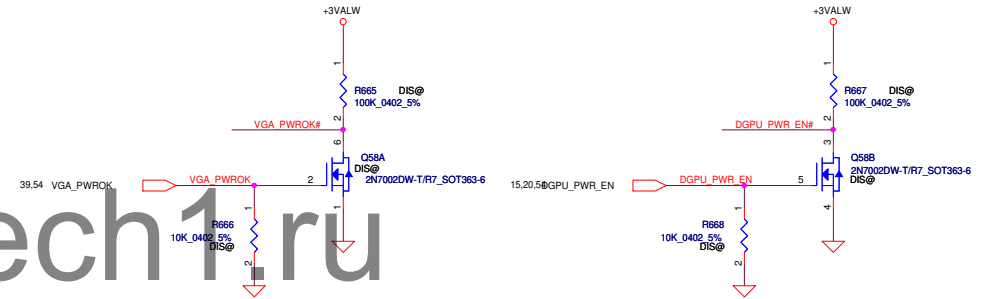 +3VALW
+3VALW
1
1
R665 DIS@
100K_0402_5%
R667 DIS@
100K_0402_5%
2
2
VGA_PWROK#
DGPU_PWR_EN#
6
3
Q58A
DIS@
2N7002DW-T/R7_SOT363-6
Q58B
2N7002DW-T/R7_SOT363-6
DIS@
39,54 VGA_PWROK
VGA_PWROK
2
15,20,54 DGPU_PWR_EN
DGPU_PWR_EN
5
1
1
1
4
R666
10K_0402_5%
DIS@
R668
10K_0402_5%
DIS@
2
2
ech1.ru